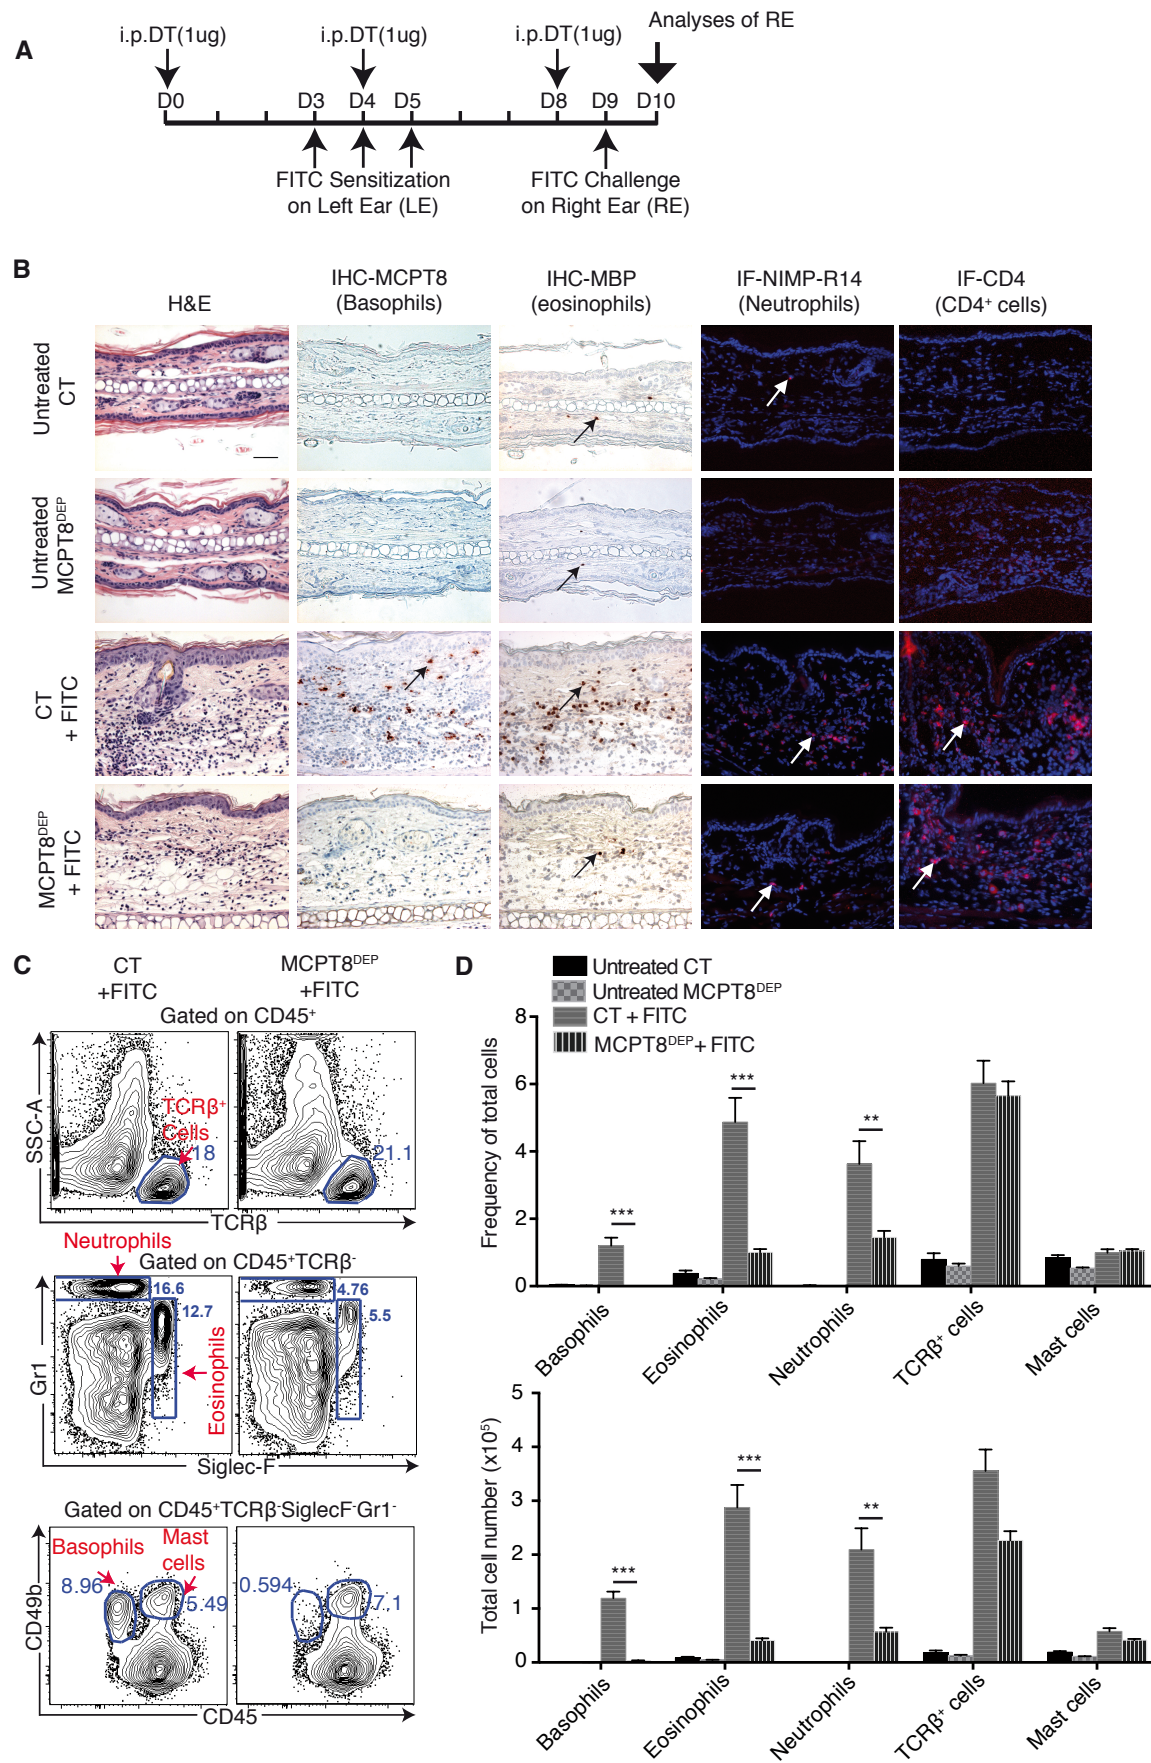 A
i.p.DT(1ug) i.p.DT(1ug) i.p.DT(1ug) Analyses of RE
D0 D3 D4 D5 D8 D9 D10
FITC Sensitization
on Left Ear (LE)
FITC Challenge
on Right Ear (RE)
B
H&E
IHC-MCPT8
(Basophils)
IHC-MBP
(eosinophils)
IF-NIMP-R14
(Neutrophils)
IF-CD4
(CD4⁺ cells)
Untreated
CT
Untreated
MCPT8ᴰᴱᴾ
CT
+ FITC
MCPT8ᴰᴱᴾ
+ FITC
C
CT
+FITC
MCPT8ᴰᴱᴾ
+FITC
Gated on CD45⁺
SSC-A
TCRβ⁺
Cells
18
21.1
TCRβ
Neutrophils
Gated on CD45⁺TCRβ⁻
Gr1
16.6
12.7
4.76
5.5
Eosinophils
Siglec-F
Gated on CD45⁺TCRβ⁻SiglecF⁻Gr1⁻
CD49b
Basophils
Mast
cells
8.96
5.49
0.594
7.1
CD45
D
Untreated CT
Untreated MCPT8ᴰᴱᴾ
CT + FITC
MCPT8ᴰᴱᴾ+ FITC
Frequency of total cells
8
6
4
2
0
***
***
**
Basophils
Eosinophils
Neutrophils
TCRβ⁺ cells
Mast cells
Total cell number (x10⁵)
5
4
3
2
1
0
***
***
**
Basophils
Eosinophils
Neutrophils
TCRβ⁺ cells
Mast cells